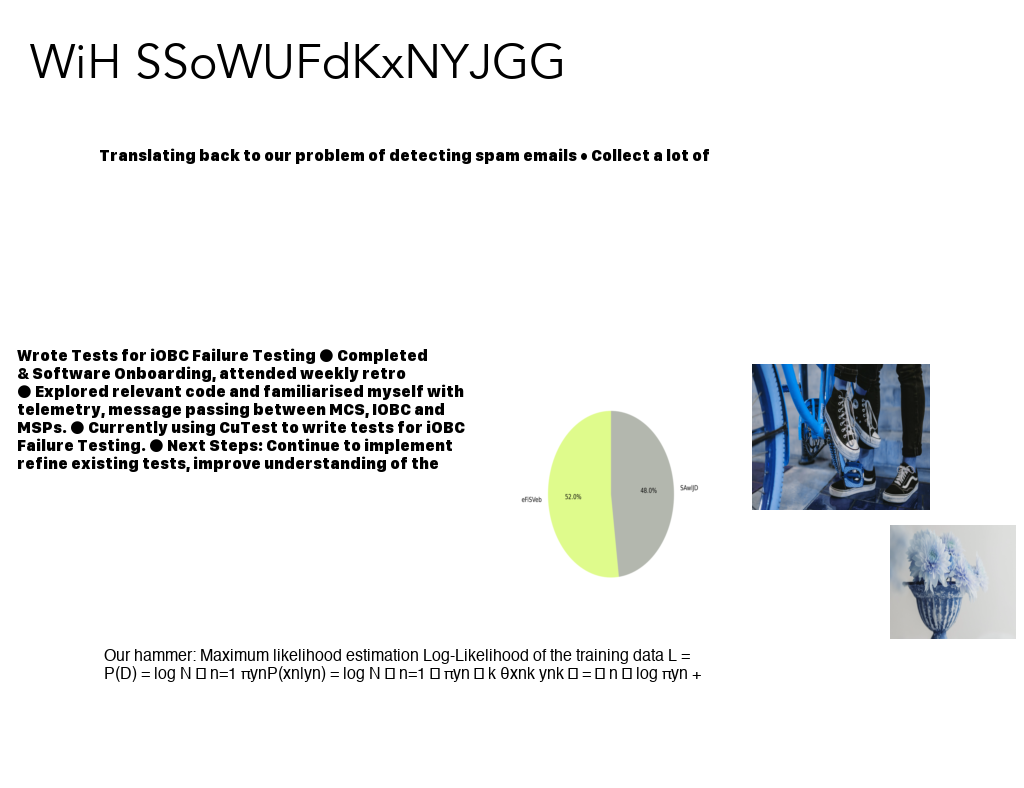 WiH SSoWUFdKxNYJGG
Translating back to our problem of detecting spam emails • Collect a lot of
Wrote Tests for iOBC Failure Testing ● Completed
& Software Onboarding, attended weekly retro
● Explored relevant code and familiarised myself with
telemetry, message passing between MCS, IOBC and
MSPs. ● Currently using CuTest to write tests for iOBC
Failure Testing. ● Next Steps: Continue to implement
refine existing tests, improve understanding of the
52.0%
48.0%
SAwIJD
eFiSVeb
Our hammer: Maximum likelihood estimation Log-Likelihood of the training data L =
P(D) = log N □ n=1 πynP(xn|yn) = log N □ n=1 □ πyn □ k θxnk ynk □ = □ n □ log πyn +